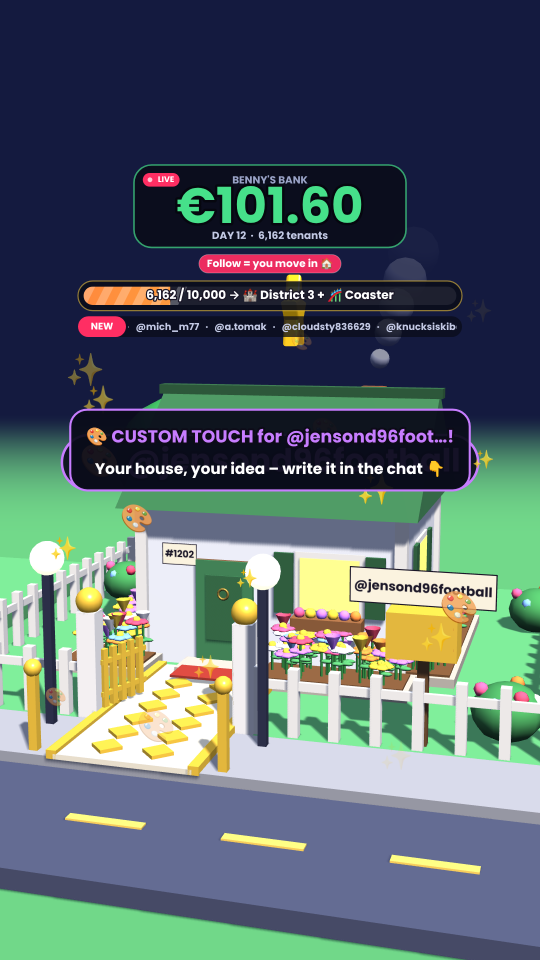 LIVE
BENNY'S BANK
€101.60
DAY 12 · 6,162 tenants
Follow = you move in 🏠
6,162 / 10,000 → 🏰 District 3 + 🎢 Coaster
NEW · @mich_m77 · @a.tomak · @cloudsty836629 · @knucksiskib
🎨 CUSTOM TOUCH for @jensond96foot…!
Your house, your idea – write it in the chat 👇
#1202
@jensond96football